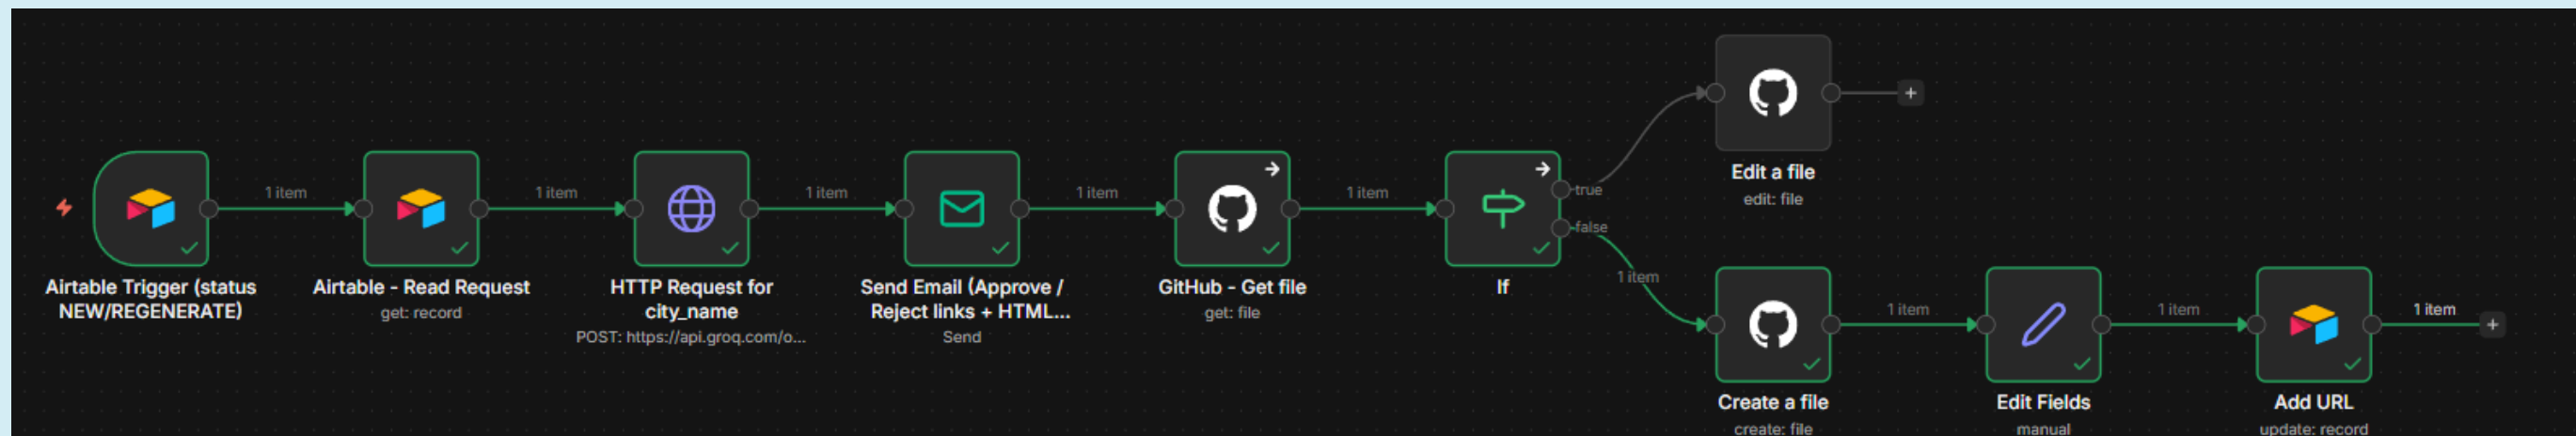 1 item
1 item
1 item
1 item
1 item
true
false
1 item
1 item
1 item
1 item
Airtable Trigger (status
NEW/REGENERATE)
Airtable - Read Request
get: record
HTTP Request for
city_name
POST: https://api.groq.com/o...
Send Email (Approve /
Reject links + HTML...
Send
GitHub - Get file
get: file
If
Edit a file
edit: file
Create a file
create: file
Edit Fields
manual
Add URL
update: record